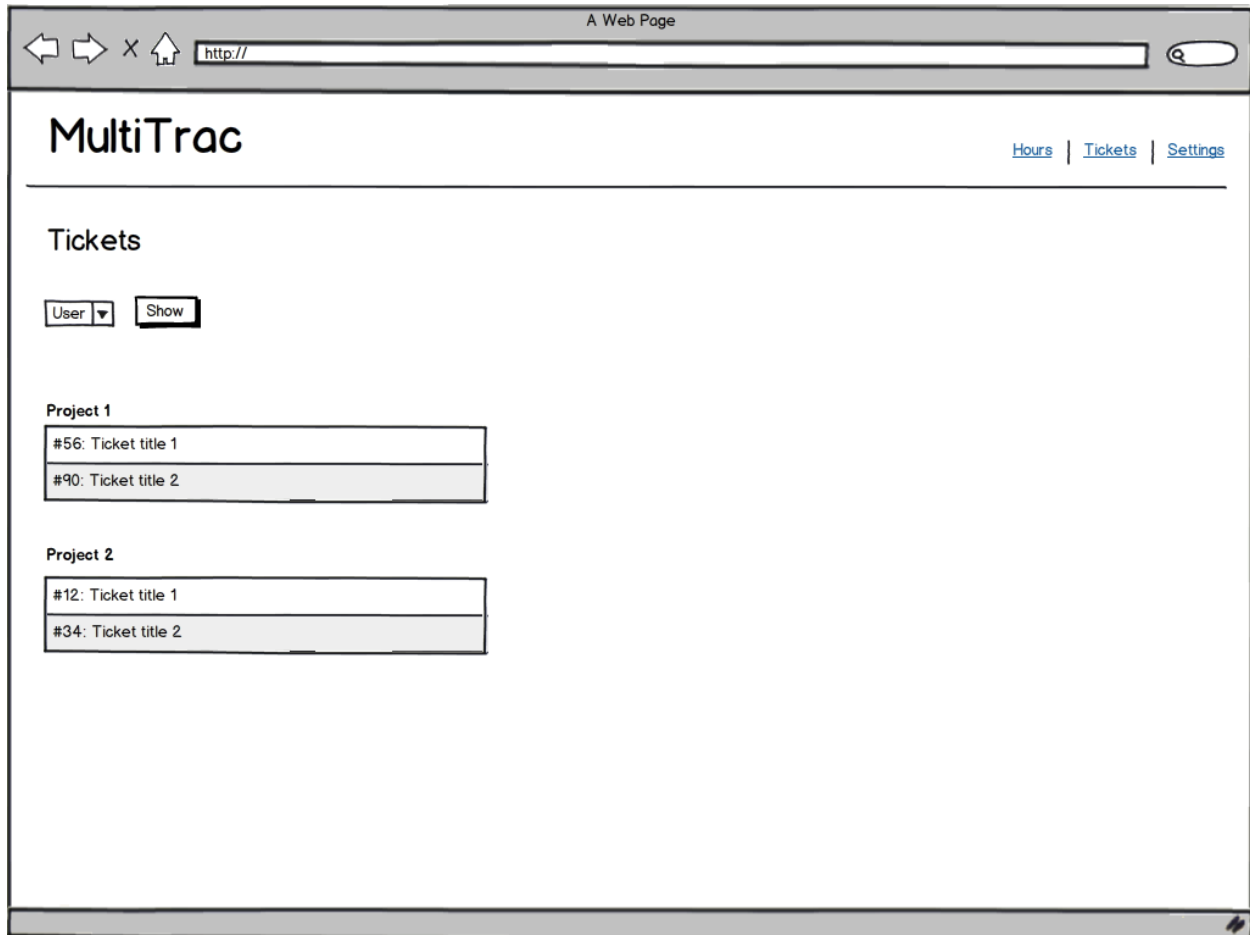 A Web Page
http://
MultiTrac
Hours | Tickets | Settings
Tickets
User Show
Project 1
#56: Ticket title 1
#90: Ticket title 2
Project 2
#12: Ticket title 1
#34: Ticket title 2